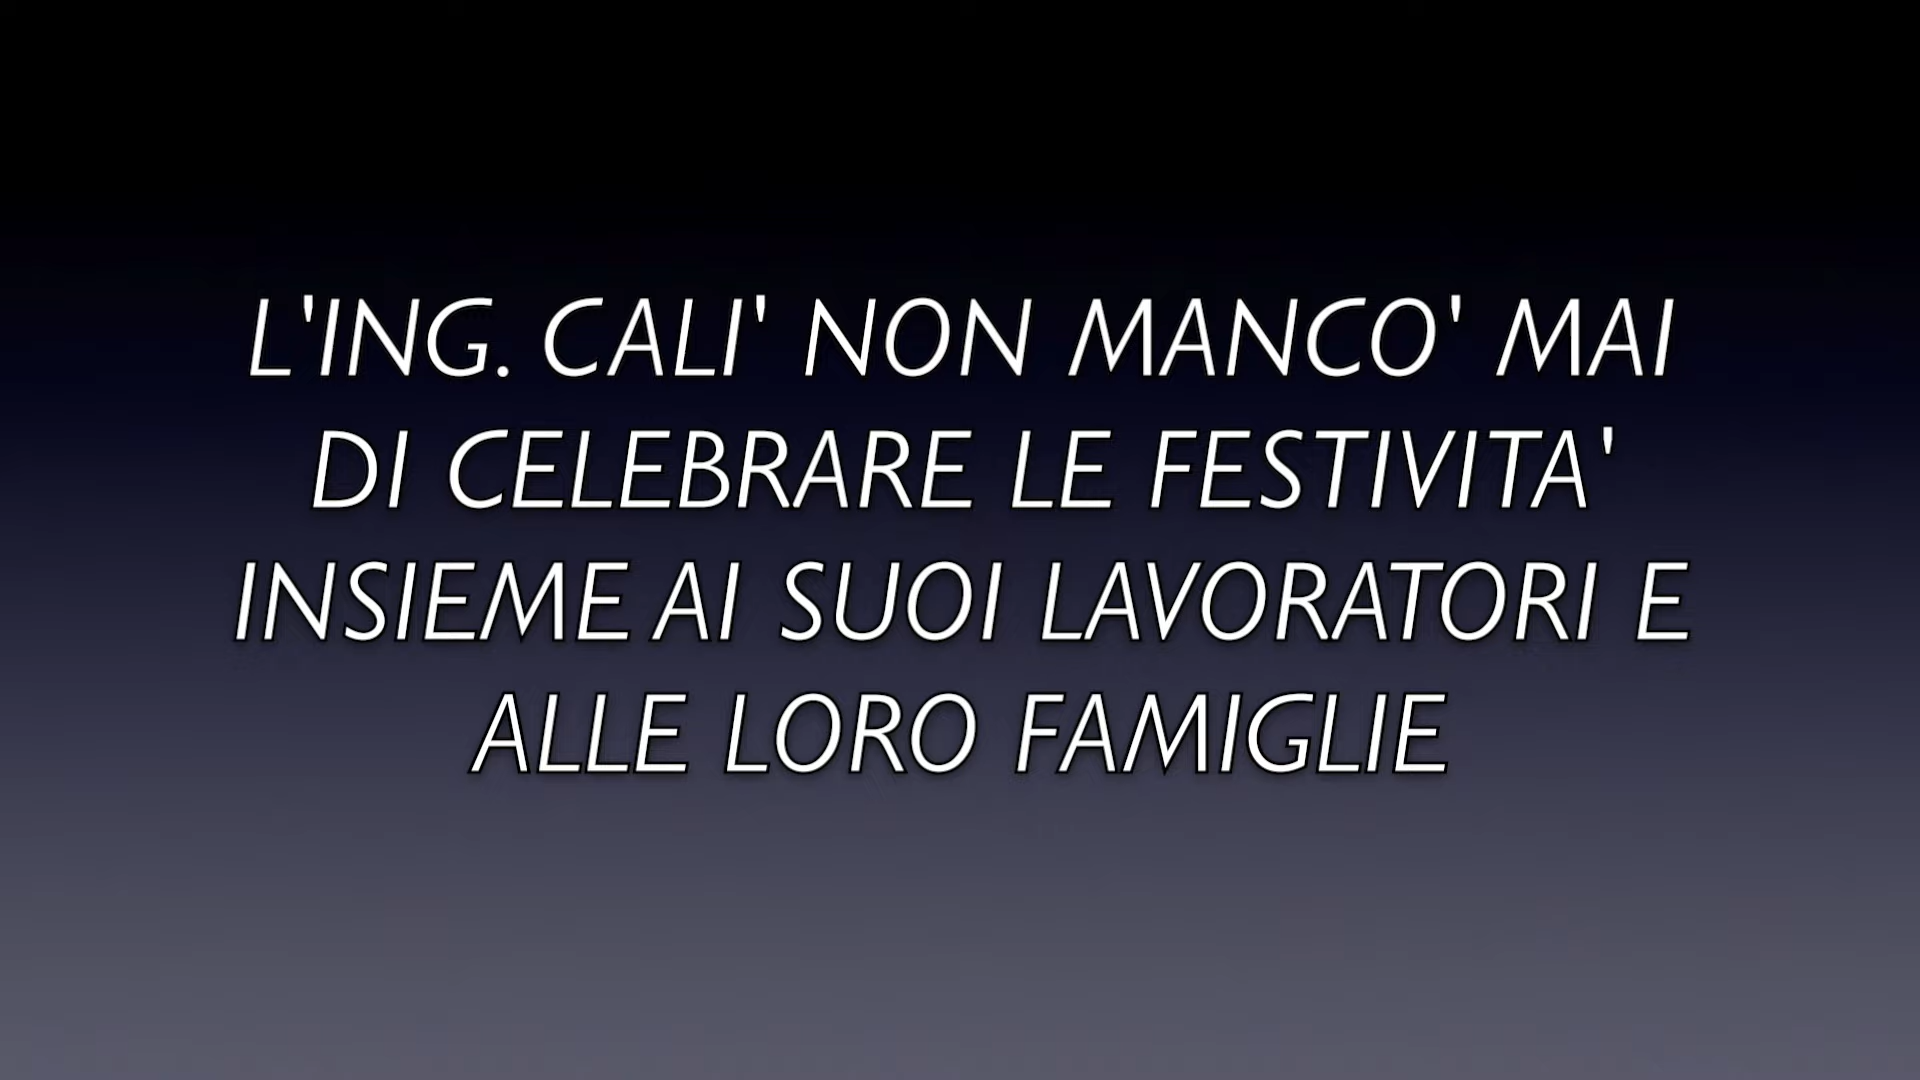 L'ING. CALI' NON MANCO' MAI
DI CELEBRARE LE FESTIVITA'
INSIEME AI SUOI LAVORATORI E
ALLE LORO FAMIGLIE